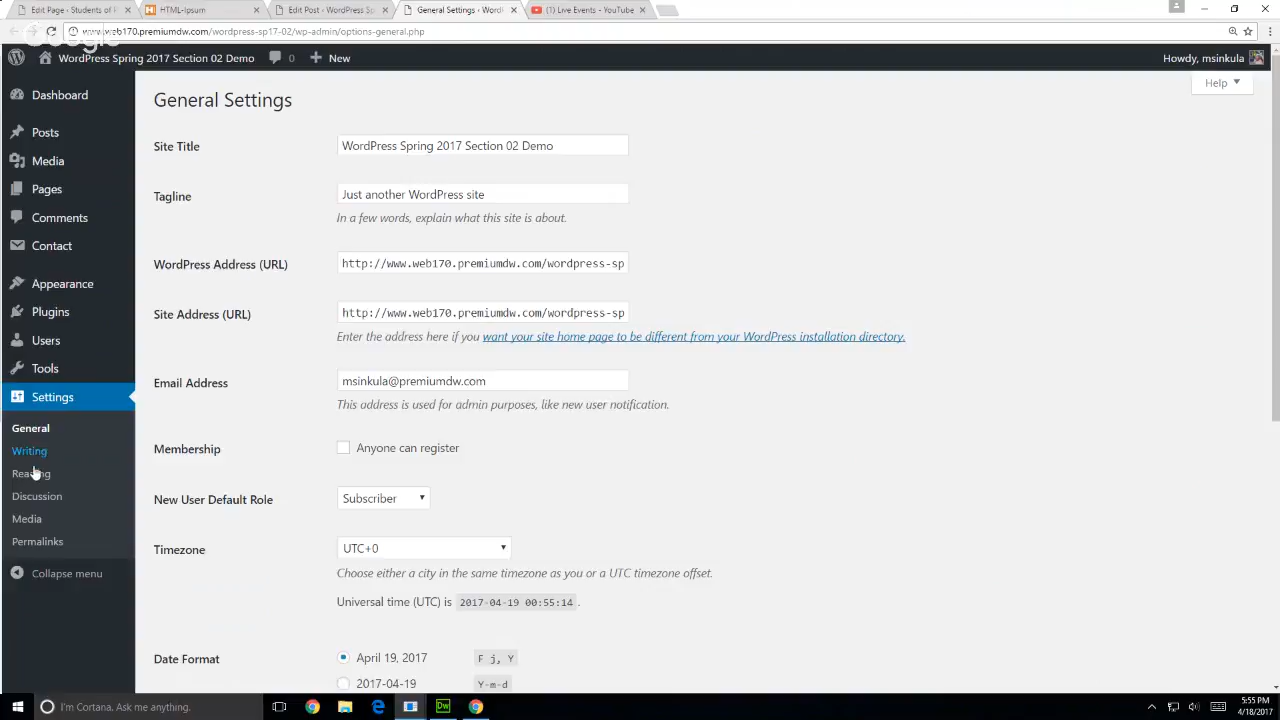 Edit Page ‹ Students of
HTML-Ipsum
Edit Post ‹ WordPress Sp
General Settings ‹ WordP
(1) Live Events - YouTube
Google
www.web170.premiumdw.com/wordpress-sp17-02/wp-admin/options-general.php
WordPress Spring 2017 Section 02 Demo
0
New
Howdy, msinkula
Help
Dashboard
Posts
Media
Pages
Comments
Contact
Appearance
Plugins
Users
Tools
Settings
General
Writing
Reading
Discussion
Media
Permalinks
Collapse menu
General Settings
Site Title
WordPress Spring 2017 Section 02 Demo
Tagline
Just another WordPress site
In a few words, explain what this site is about.
WordPress Address (URL)
http://www.web170.premiumdw.com/wordpress-sp
Site Address (URL)
http://www.web170.premiumdw.com/wordpress-sp
Enter the address here if you want your site home page to be different from your WordPress installation directory.
Email Address
msinkula@premiumdw.com
This address is used for admin purposes, like new user notification.
Membership
Anyone can register
New User Default Role
Subscriber
Timezone
UTC+0
Choose either a city in the same timezone as you or a UTC timezone offset.
Universal time (UTC) is 2017-04-19 00:55:14 .
Date Format
April 19, 2017
F j, Y
2017-04-19
Y-m-d
I'm Cortana. Ask me anything.
Dw
5:55 PM
4/18/2017